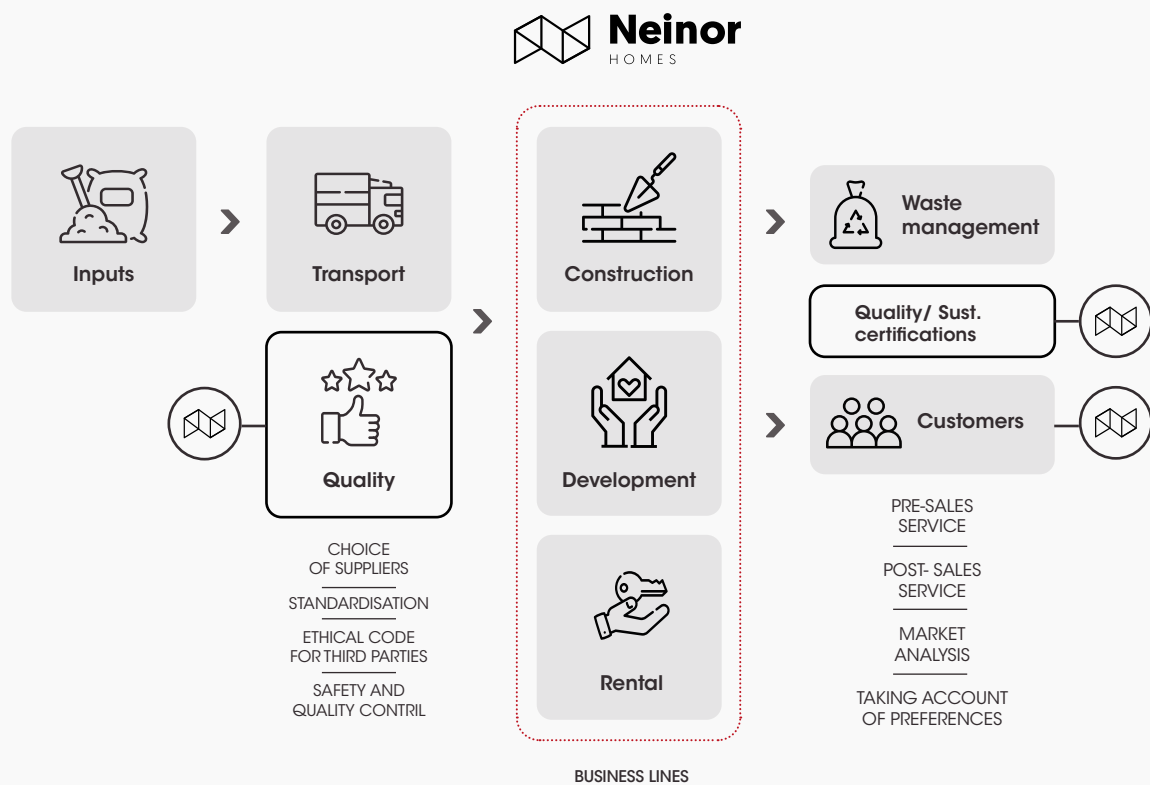 Neinor
HOMES
Inputs
Transport
Quality
CHOICE
OF SUPPLIERS
STANDARDISATION
ETHICAL CODE
FOR THIRD PARTIES
SAFETY AND
QUALITY CONTRIL
Construction
Development
Rental
BUSINESS LINES
Waste
management
Quality/ Sust.
certifications
Customers
PRE-SALES
SERVICE
POST- SALES
SERVICE
MARKET
ANALYSIS
TAKING ACCOUNT
OF PREFERENCES